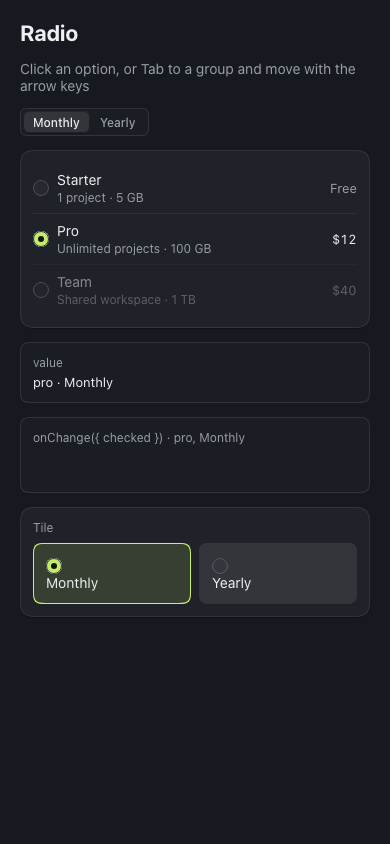 Radio
Click an option, or Tab to a group and move with the
arrow keys
Monthly Yearly
Starter
1 project · 5 GB
Free
Pro
Unlimited projects · 100 GB
$12
Team
Shared workspace · 1 TB
$40
value
pro · Monthly
onChange({ checked }) · pro, Monthly
Tile
Monthly
Yearly